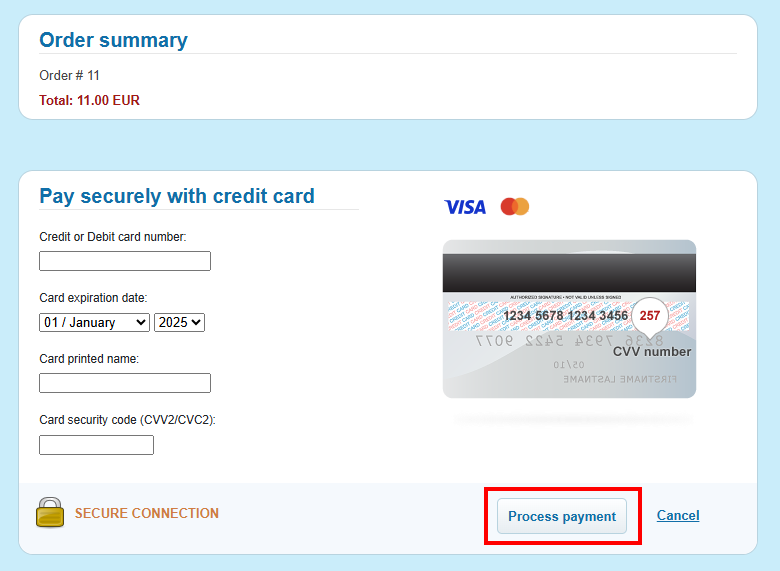 Order summary
Order # 11
Total: 11.00 EUR
Pay securely with credit card
VISA
Credit or Debit card number:
Card expiration date:
01 / January 2025
Card printed name:
Card security code (CVV2/CVC2):
AUTHORIZED SIGNATURE • NOT VALID UNLESS SIGNED
1234 5678 1234 3456 257
8236 7934 5422 9077
CVV number
05/10
FIRSTNAME LASTNAME
SECURE CONNECTION
Process payment
Cancel